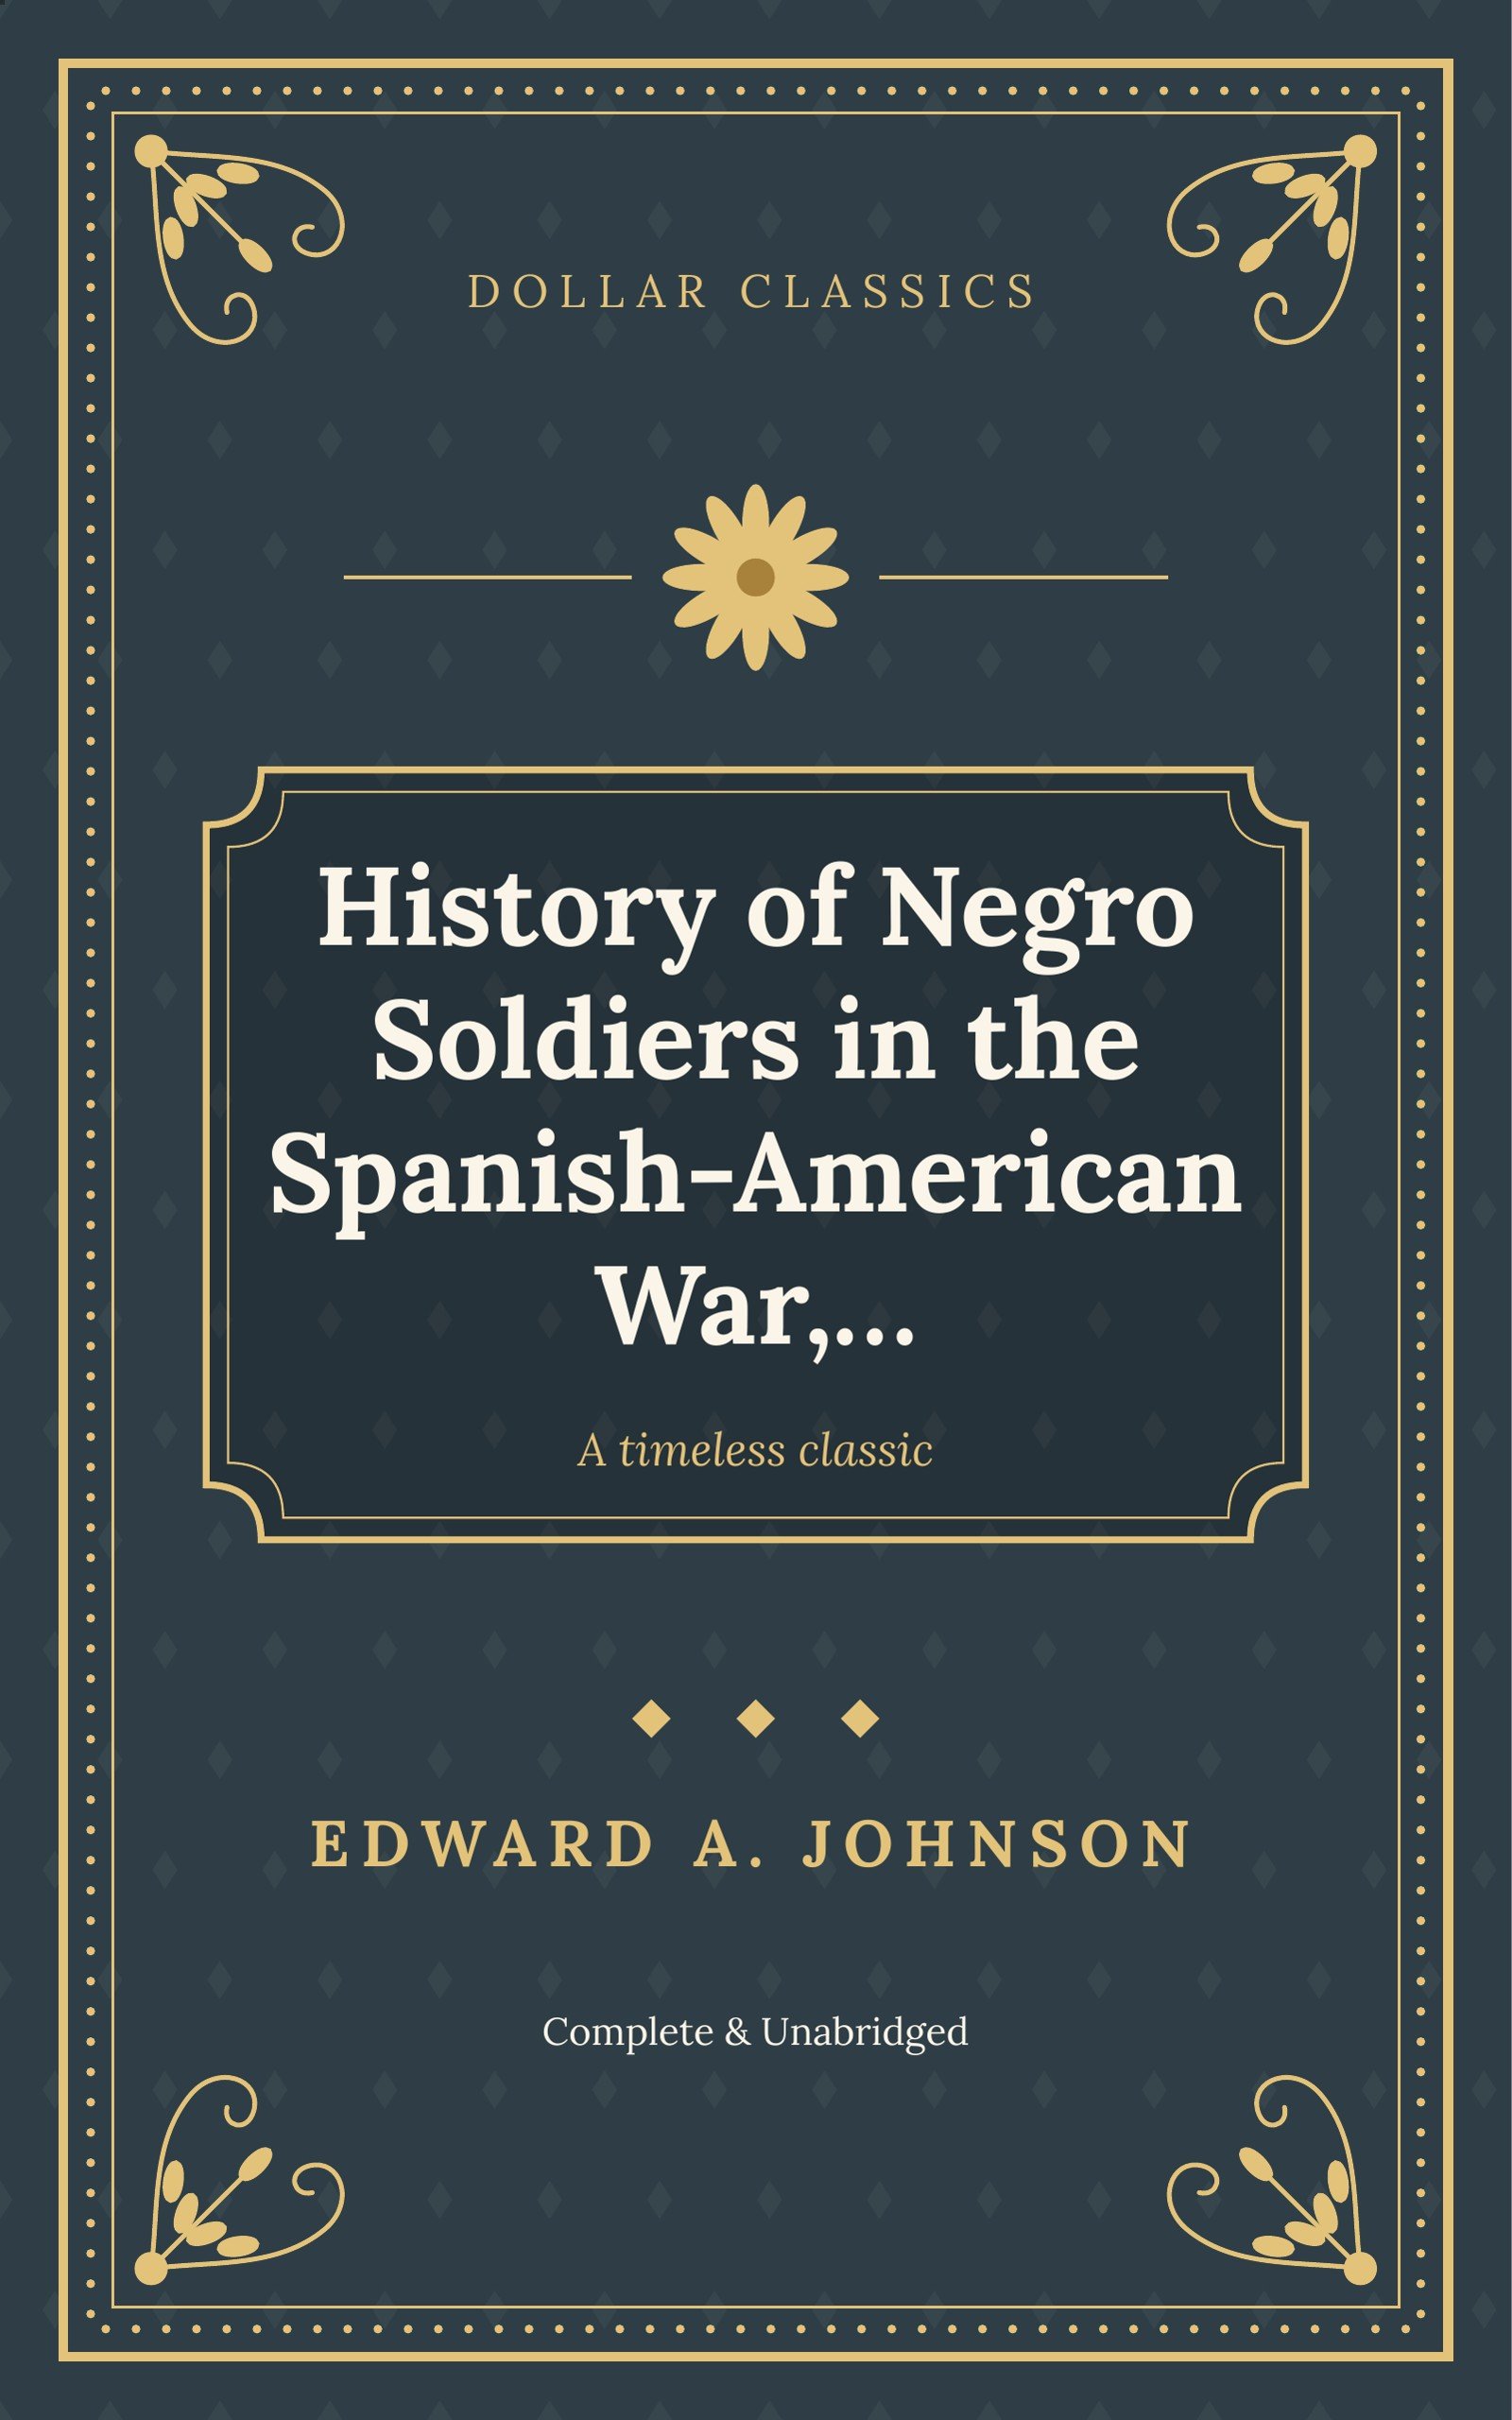 DOLLAR CLASSICS
History of Negro
Soldiers in the
Spanish-American
War,...
A timeless classic
EDWARD A. JOHNSON
Complete & Unabridged